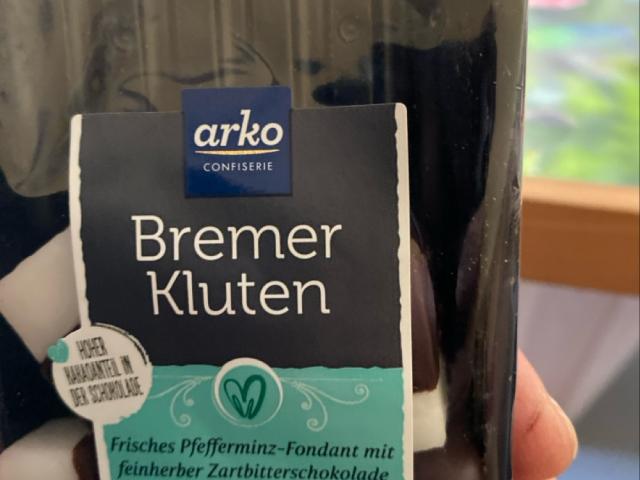 arko
CONFISERIE
Bremer
Kluten
HOHER
KAKAOANTEIL IN
DER SCHOKOLADE
Frisches Pfefferminz-Fondant mit
feinherber Zartbitterschokolade